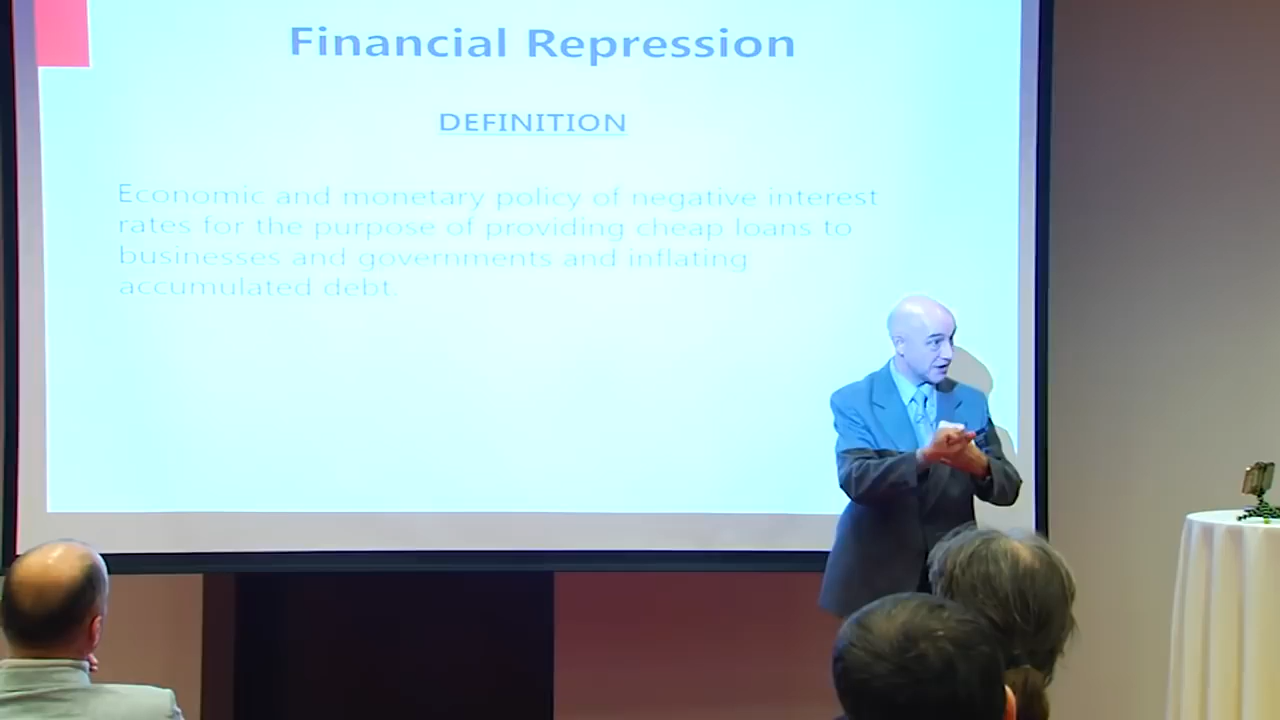 Financial Repression
DEFINITION
Economic and monetary policy of negative interest
rates for the purpose of providing cheap loans to
businesses and governments and inflating
accumulated debt.